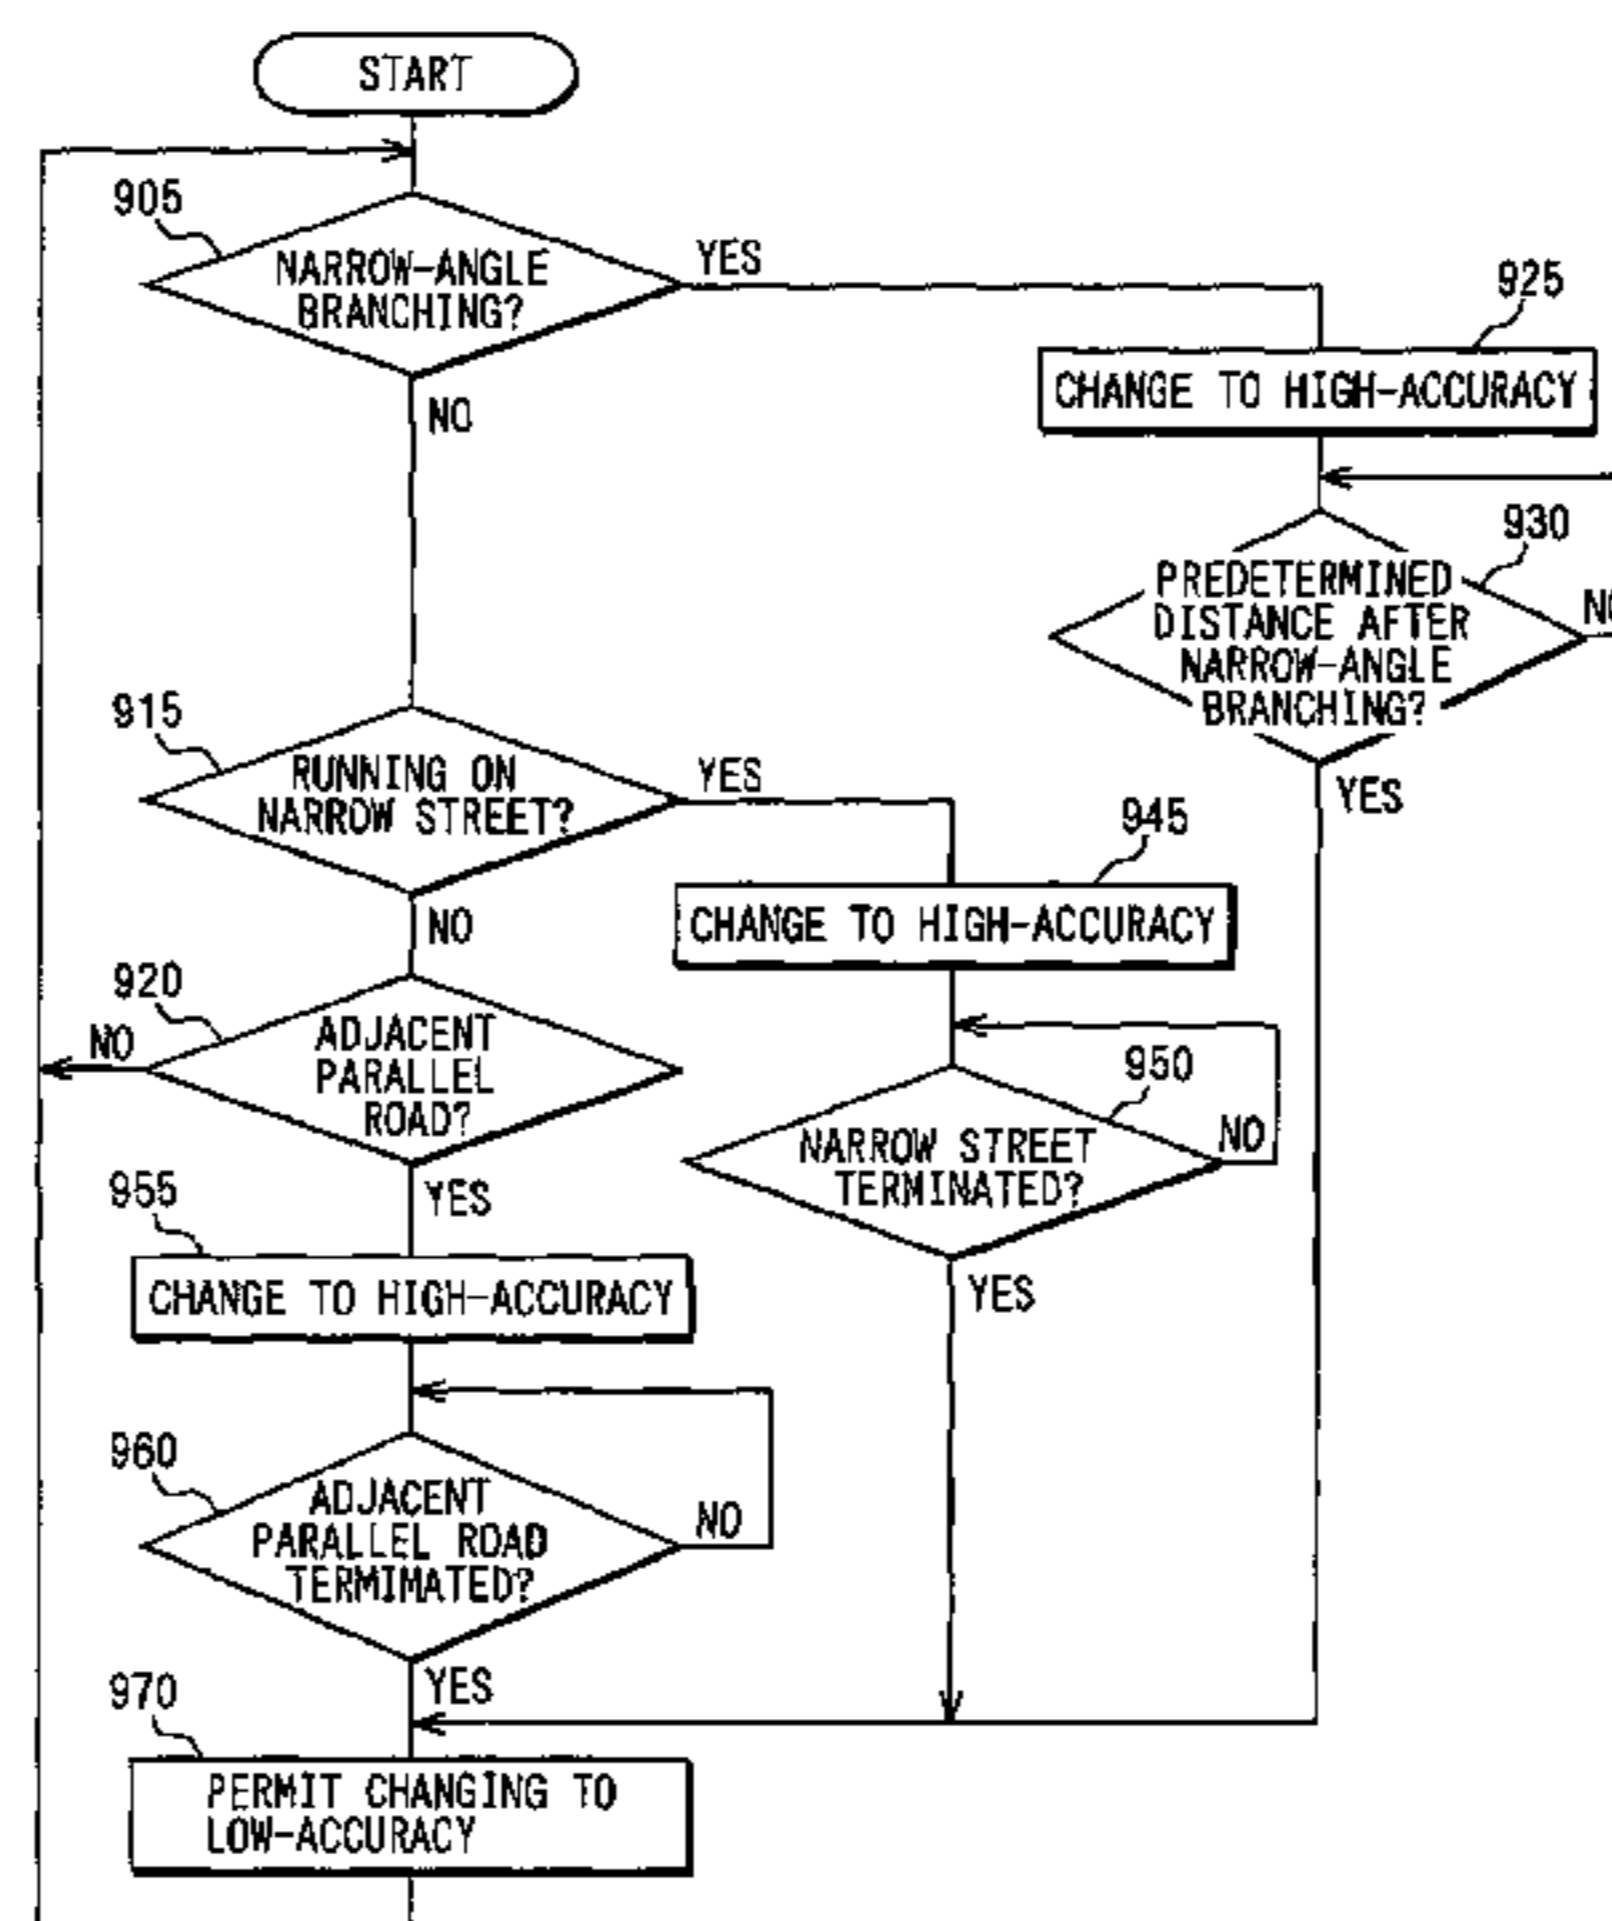 START
905
NARROW-ANGLE
BRANCHING?
YES
NO
925
CHANGE TO HIGH-ACCURACY
930
PREDETERMINED
DISTANCE AFTER
NARROW-ANGLE
BRANCHING?
NO
YES
915
RUNNING ON
NARROW STREET?
YES
NO
945
CHANGE TO HIGH-ACCURACY
920
ADJACENT
PARALLEL
ROAD?
NO
YES
950
NARROW STREET
TERMINATED?
NO
YES
955
CHANGE TO HIGH-ACCURACY
960
ADJACENT
PARALLEL ROAD
TERMIMATED?
NO
YES
970
PERMIT CHANGING TO
LOW-ACCURACY